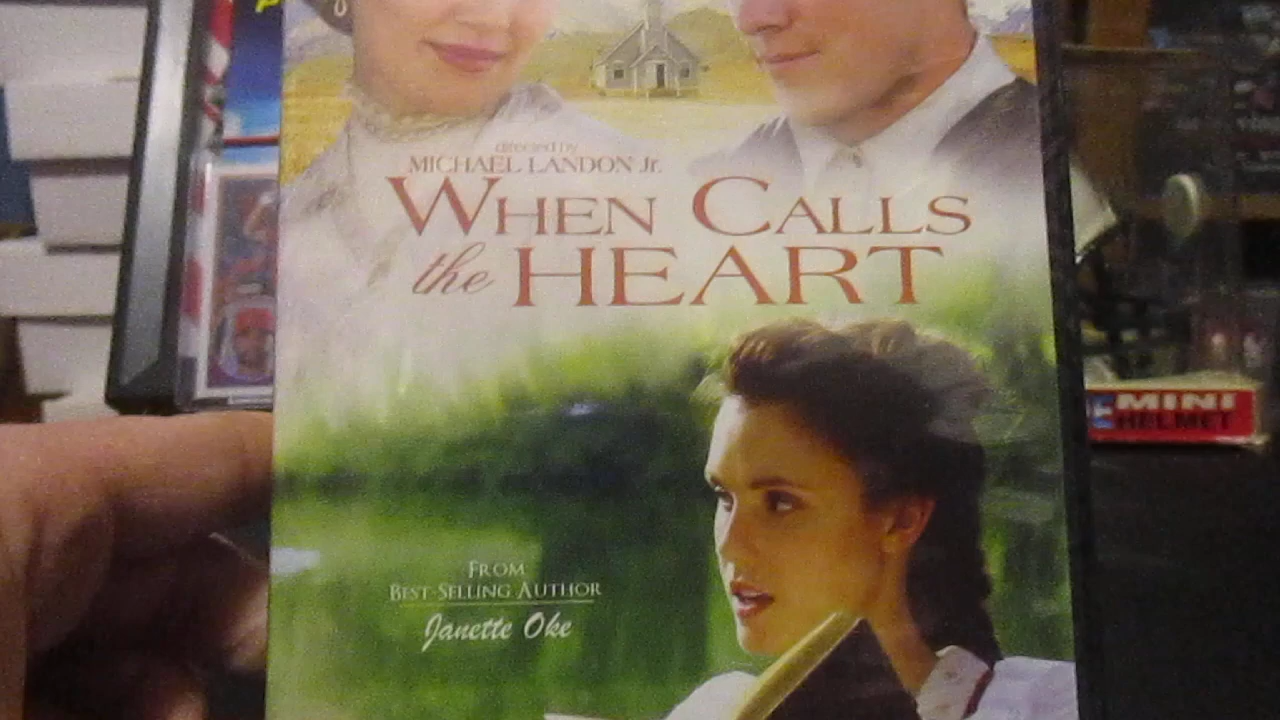 directed by
MICHAEL LANDON JR.
WHEN CALLS
the HEART
FROM
BEST-SELLING AUTHOR
Janette Oke
MINI
HELMET